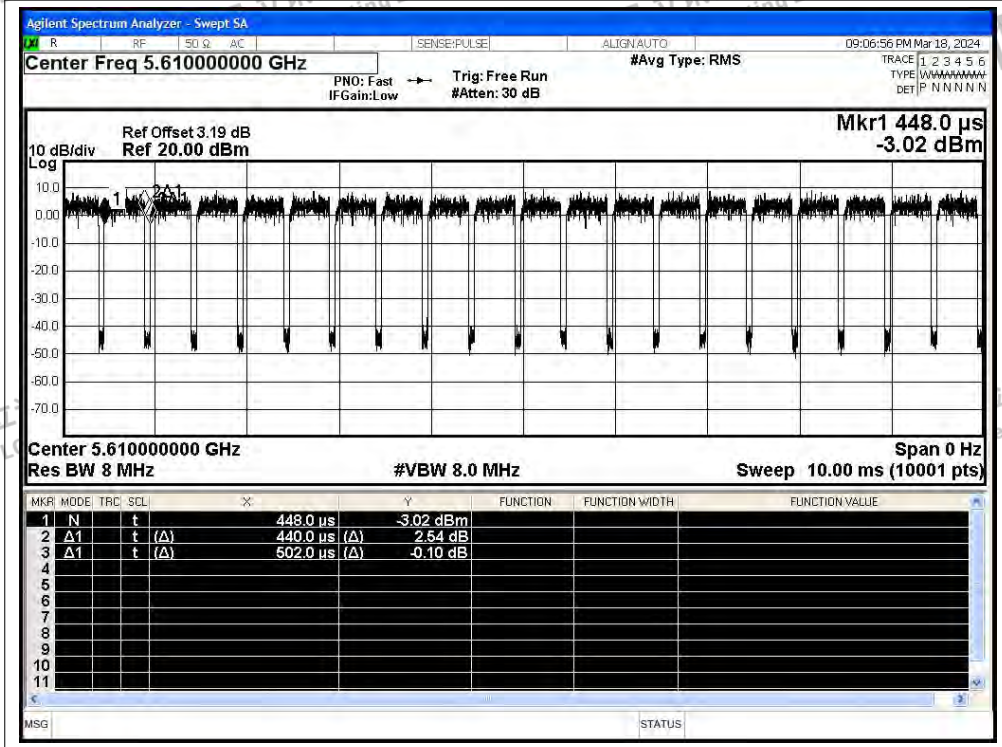 Agilent Spectrum Analyzer - Swept SA
LXI R RF 50 Ω AC SENSE:PULSE ALIGN AUTO 09:06:56 PM Mar 18, 2024
Center Freq 5.610000000 GHz
PNO: Fast
IFGain:Low
Trig: Free Run
#Atten: 30 dB
#Avg Type: RMS
TRACE 1 2 3 4 5 6
TYPE WWWWWW
DET P N N N N N
Ref Offset 3.19 dB
10 dB/div Ref 20.00 dBm
Log
Mkr1 448.0 µs
-3.02 dBm
10.0
0.00
-10.0
-20.0
-30.0
-40.0
-50.0
-60.0
-70.0
1
2Δ1
Center 5.610000000 GHz Span 0 Hz
Res BW 8 MHz #VBW 8.0 MHz Sweep 10.00 ms (10001 pts)
MKR MODE TRC SCL X Y FUNCTION FUNCTION WIDTH FUNCTION VALUE
1 N t 448.0 µs -3.02 dBm
2 Δ1 t (Δ) 440.0 µs (Δ) 2.54 dB
3 Δ1 t (Δ) 502.0 µs (Δ) -0.10 dB
4
5
6
7
8
9
10
11
MSG STATUS